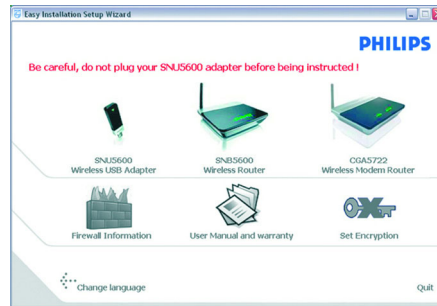 Easy Installation Setup Wizard
PHILIPS
Be careful, do not plug your SNU5600 adapter before being instructed !
SNU5600
Wireless USB Adapter
SNB5600
Wireless Router
CGA5722
Wireless Modem Router
Firewall Information
User Manual and warranty
Set Encryption
Change language
Quit